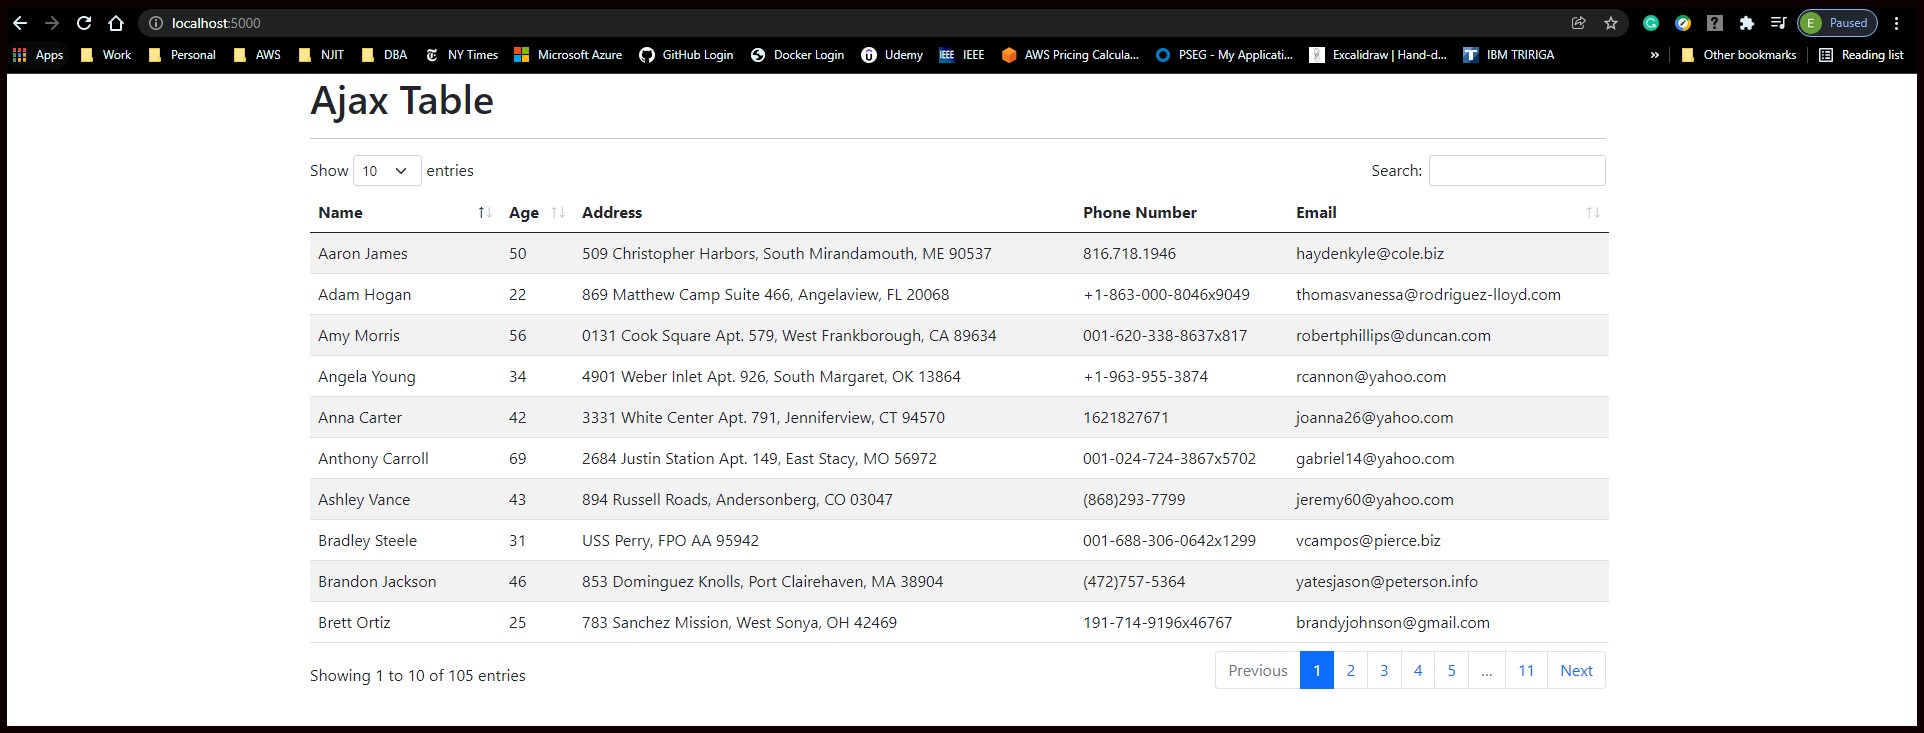 localhost:5000
E Paused
Apps Work Personal AWS NJIT DBA NY Times Microsoft Azure GitHub Login Docker Login Udemy IEEE IEEE AWS Pricing Calcula... PSEG - My Applicati... Excalidraw | Hand-d... T IBM TRIRIGA » Other bookmarks Reading list
Ajax Table
Show 10 entries Search:
Name Age Address Phone Number Email
Aaron James 50 509 Christopher Harbors, South Mirandamouth, ME 90537 816.718.1946 haydenkyle@cole.biz
Adam Hogan 22 869 Matthew Camp Suite 466, Angelaview, FL 20068 +1-863-000-8046x9049 thomasvanessa@rodriguez-lloyd.com
Amy Morris 56 0131 Cook Square Apt. 579, West Frankborough, CA 89634 001-620-338-8637x817 robertphillips@duncan.com
Angela Young 34 4901 Weber Inlet Apt. 926, South Margaret, OK 13864 +1-963-955-3874 rcannon@yahoo.com
Anna Carter 42 3331 White Center Apt. 791, Jenniferview, CT 94570 1621827671 joanna26@yahoo.com
Anthony Carroll 69 2684 Justin Station Apt. 149, East Stacy, MO 56972 001-024-724-3867x5702 gabriel14@yahoo.com
Ashley Vance 43 894 Russell Roads, Andersonberg, CO 03047 (868)293-7799 jeremy60@yahoo.com
Bradley Steele 31 USS Perry, FPO AA 95942 001-688-306-0642x1299 vcampos@pierce.biz
Brandon Jackson 46 853 Dominguez Knolls, Port Clairehaven, MA 38904 (472)757-5364 yatesjason@peterson.info
Brett Ortiz 25 783 Sanchez Mission, West Sonya, OH 42469 191-714-9196x46767 brandyjohnson@gmail.com
Showing 1 to 10 of 105 entries Previous 1 2 3 4 5 ... 11 Next